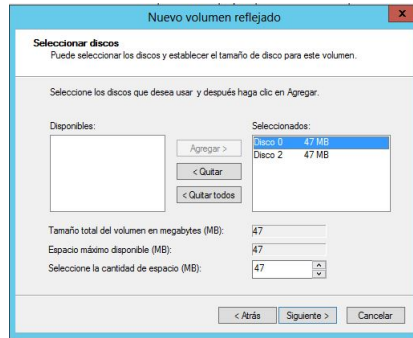 Nuevo volumen reflejado
x
Seleccionar discos
Puede seleccionar los discos y establecer el tamaño de disco para este volumen.
Seleccione los discos que desea usar y después haga clic en Agregar.
Disponibles:
Seleccionados:
Agregar >
Disco 0 47 MB
Disco 2 47 MB
< Quitar
< Quitar todos
Tamaño total del volumen en megabytes (MB): 47
Espacio máximo disponible (MB): 47
Seleccione la cantidad de espacio (MB): 47
< Atrás Siguiente > Cancelar